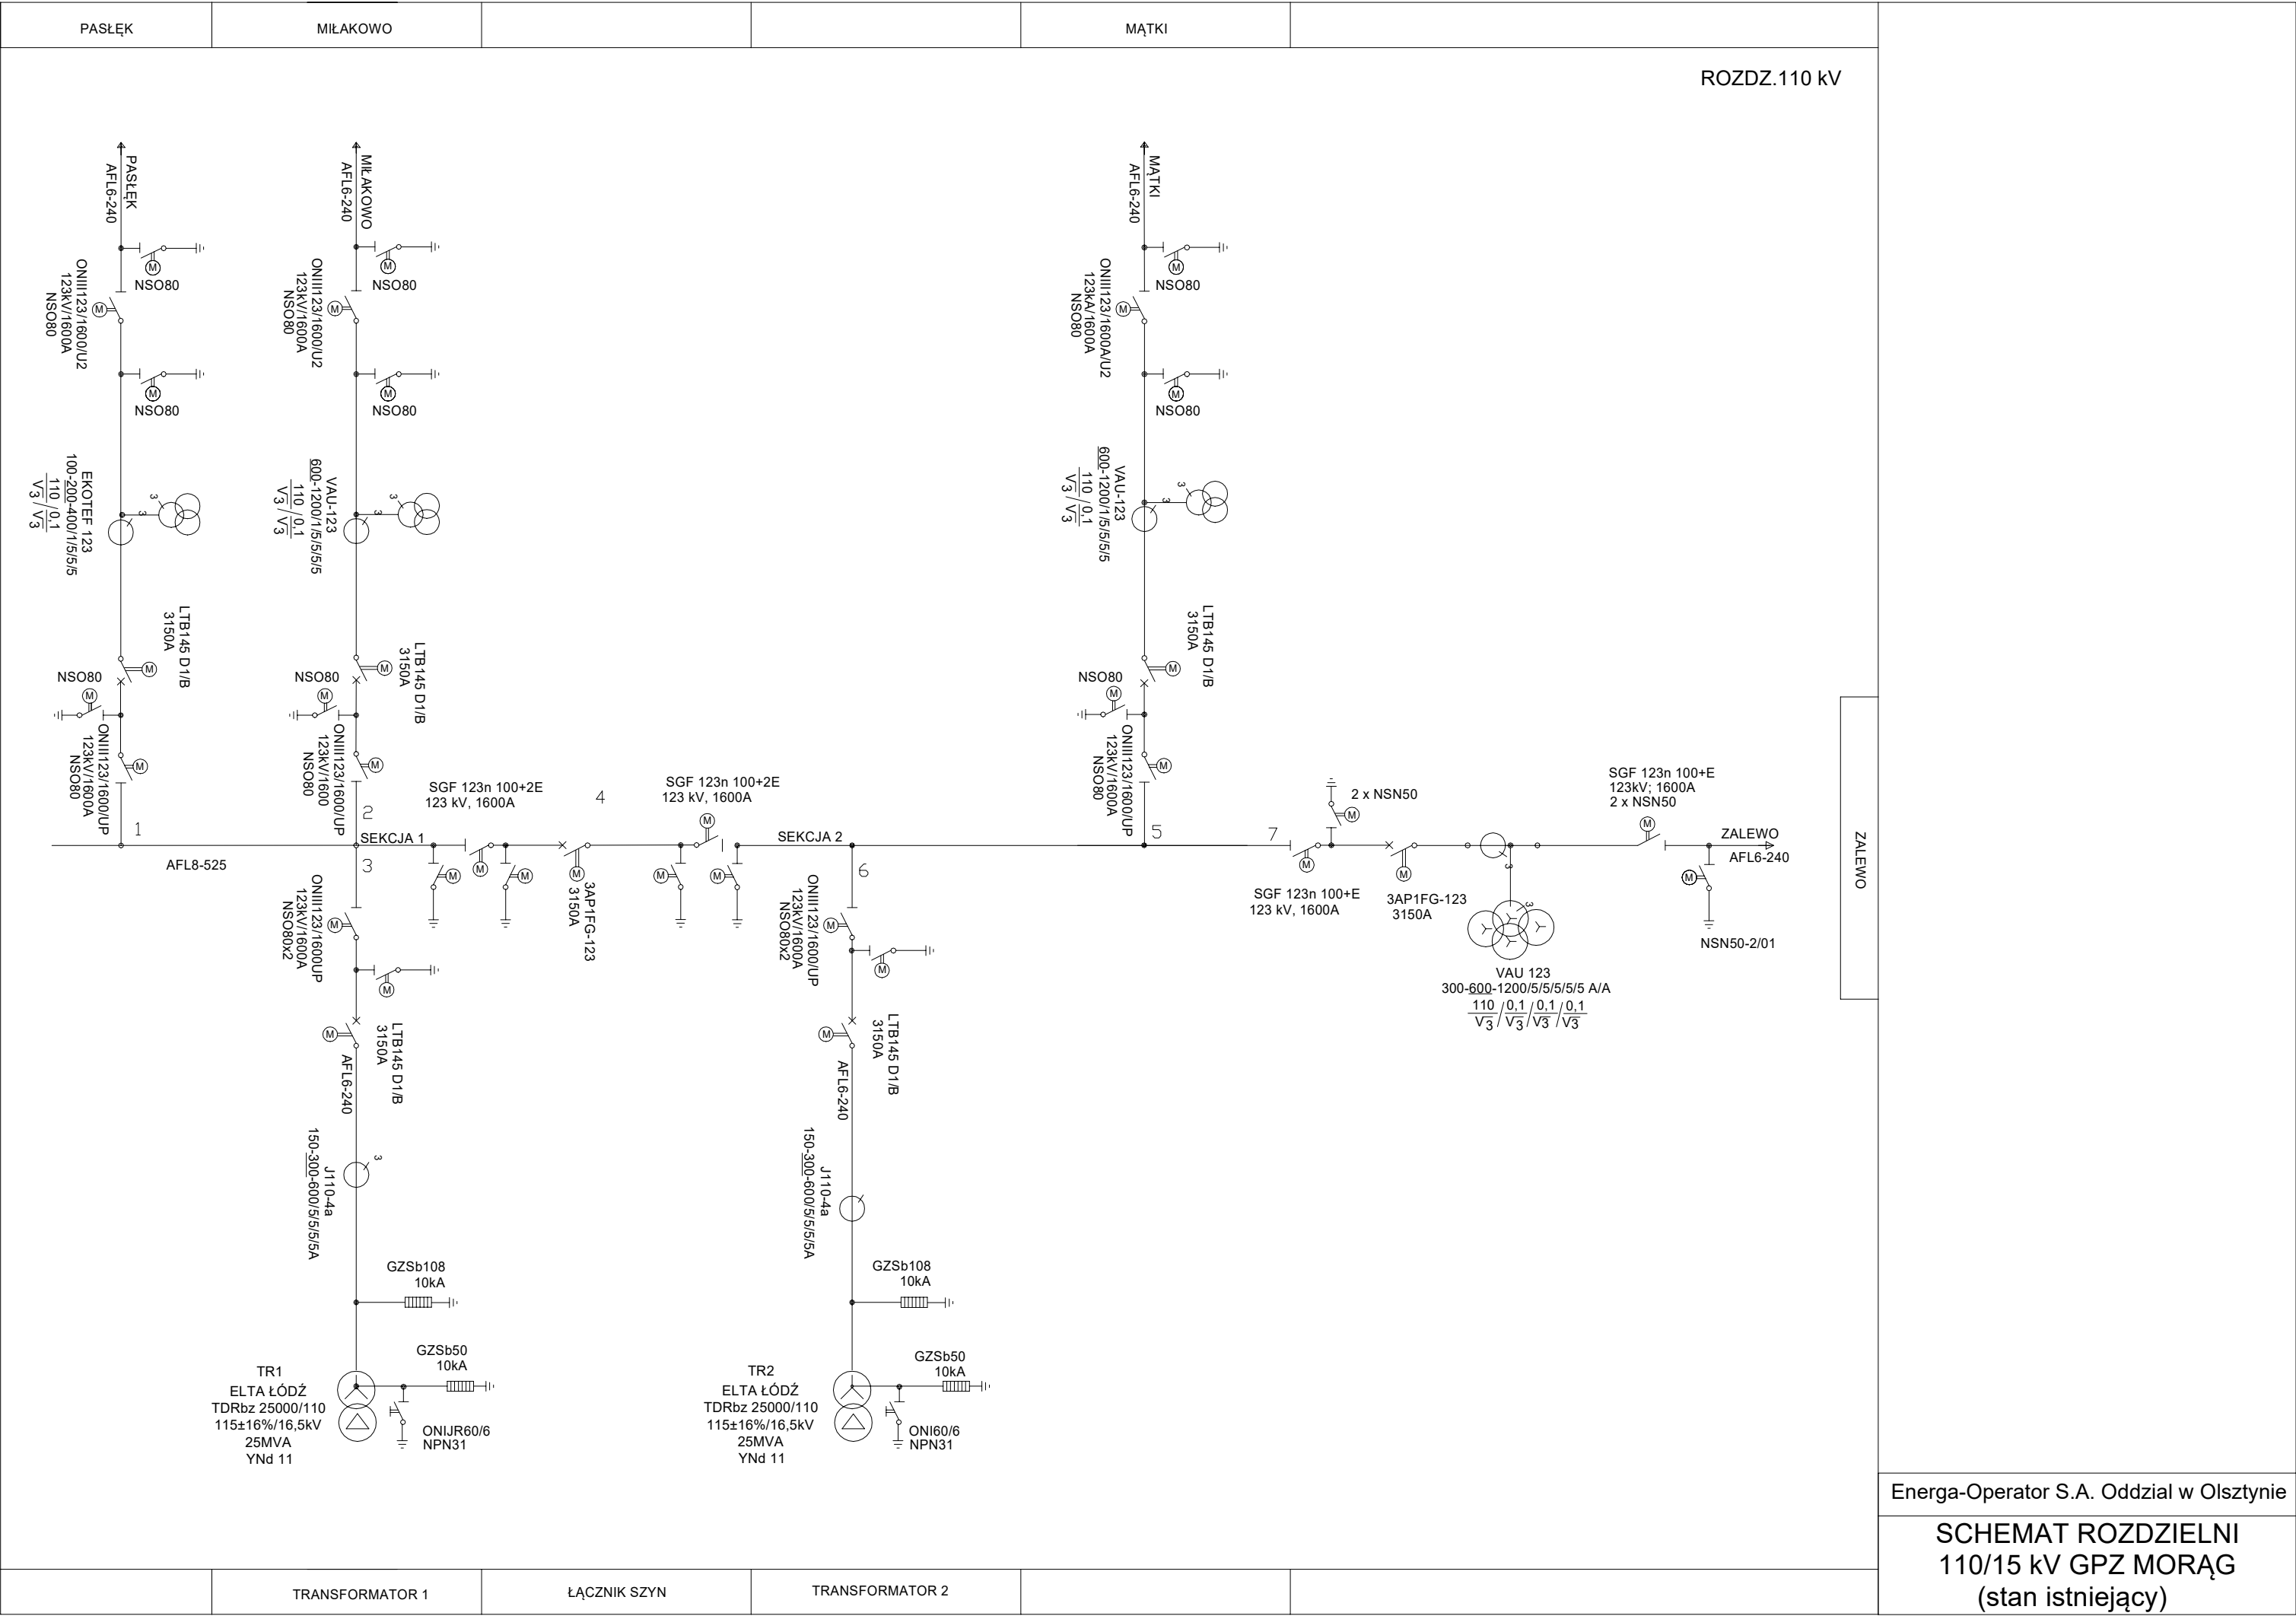 PASŁĘK
MIŁAKOWO
MĄTKI
ROZDZ.110 kV
PASŁĘK
AFL6-240
NSO80
ONIII123/1600/U2
123kV/1600A
NSO80
NSO80
EKOTEF 123
100-200-400/1/5/5/5
110/√3 / 0,1/√3
3
3
LTB145 D1/B
3150A
NSO80
M
M
M
M
M
M
ONIII123/1600/UP
123kV/1600A
NSO80
1
AFL8-525
MIŁAKOWO
AFL6-240
NSO80
ONIII123/1600/U2
123kV/1600A
NSO80
NSO80
VAU-123
600-1200/1/5/5/5/5
110/√3 / 0,1/√3
3
3
LTB145 D1/B
3150A
NSO80
M
M
M
M
M
M
ONIII123/1600/UP
123kV/1600
NSO80
2
SEKCJA 1
3
SGF 123n 100+2E
123 kV, 1600A
4
SGF 123n 100+2E
123 kV, 1600A
M
M
M
M
M
M
M
3AP1FG-123
3150A
SEKCJA 2
MĄTKI
AFL6-240
NSO80
ONIII123/1600A/U2
123kA/1600A
NSO80
NSO80
VAU-123
600-1200/1/5/5/5/5
110/√3 / 0,1/√3
3
3
LTB145 D1/B
3150A
NSO80
M
M
M
M
M
M
ONIII123/1600/UP
123kV/1600A
NSO80
5
6
7
2 x NSN50
M
M
SGF 123n 100+E
123 kV, 1600A
M
3AP1FG-123
3150A
3
3
VAU 123
300-600-1200/5/5/5/5/5 A/A
110/√3 / 0,1/√3 / 0,1/√3 / 0,1/√3
SGF 123n 100+E
123kV; 1600A
2 x NSN50
M
ZALEWO
AFL6-240
M
NSN50-2/01
ZALEWO
ONIII123/1600UP
123kV/1600A
NSO80x2
M
M
M
LTB145 D1/B
3150A
AFL6-240
J110-4a
150-300-600/5/5/5/5A
3
GZSb108
10kA
GZSb50
10kA
TR1
ELTA ŁÓDŹ
TDRbz 25000/110
115±16%/16,5kV
25MVA
YNd 11
ONIJR60/6
NPN31
ONIII123/1600/UP
123kV/1600A
NSO80x2
M
M
M
LTB145 D1/B
3150A
AFL6-240
J110-4a
150-300-600/5/5/5/5A
GZSb108
10kA
GZSb50
10kA
TR2
ELTA ŁÓDŹ
TDRbz 25000/110
115±16%/16,5kV
25MVA
YNd 11
ONI60/6
NPN31
TRANSFORMATOR 1
ŁĄCZNIK SZYN
TRANSFORMATOR 2
Energa-Operator S.A. Oddzial w Olsztynie
SCHEMAT ROZDZIELNI
110/15 kV GPZ MORĄG
(stan istniejący)